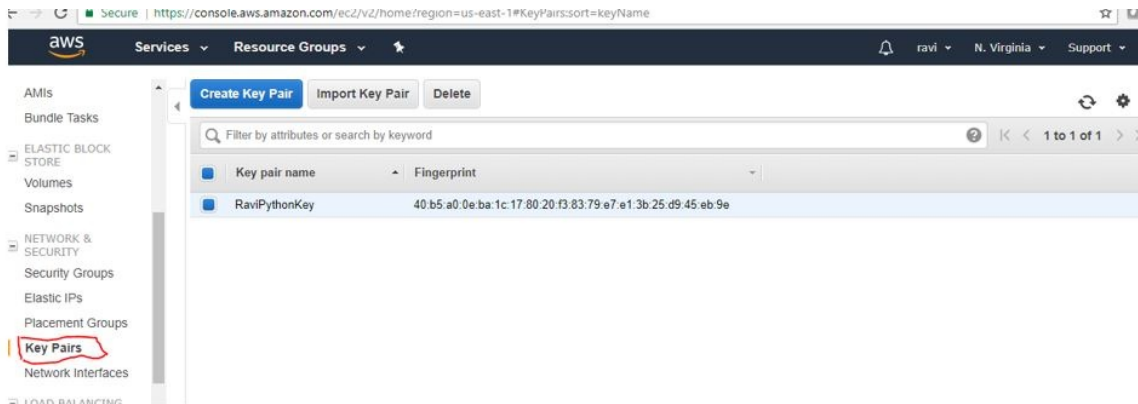 Secure | https://console.aws.amazon.com/ec2/v2/home?region=us-east-1#KeyPairs:sort=keyName
aws Services Resource Groups ravi N. Virginia Support
AMIs
Bundle Tasks
ELASTIC BLOCK
STORE
Volumes
Snapshots
NETWORK &
SECURITY
Security Groups
Elastic IPs
Placement Groups
Key Pairs
Network Interfaces
LOAD BALANCING
Create Key Pair Import Key Pair Delete
Filter by attributes or search by keyword 1 to 1 of 1
Key pair name Fingerprint
RaviPythonKey 40:b5:a0:0e:ba:1c:17:80:20:f3:83:79:e7:e1:3b:25:d9:45:eb:9e